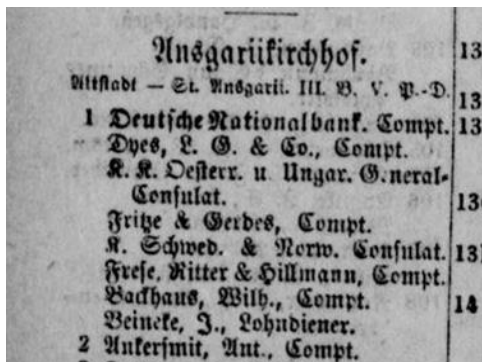 Ansgariikirchhof.
Altstadt — St. Ansgarii. III. B. V. P.-D.
1 Deutsche Nationalbank. Compt.
Dyes, L. G. & Co., Compt.
K. K. Oesterr. u. Ungar. G.neral-
Consulat.
Fritze & Gerdes, Compt.
K. Schwed. & Norw. Consulat.
Frese, Ritter & Hillmann, Compt.
Backhaus, Wilh., Compt.
Beineke, J., Lohndiener.
2 Ankersmit, Ant., Compt.